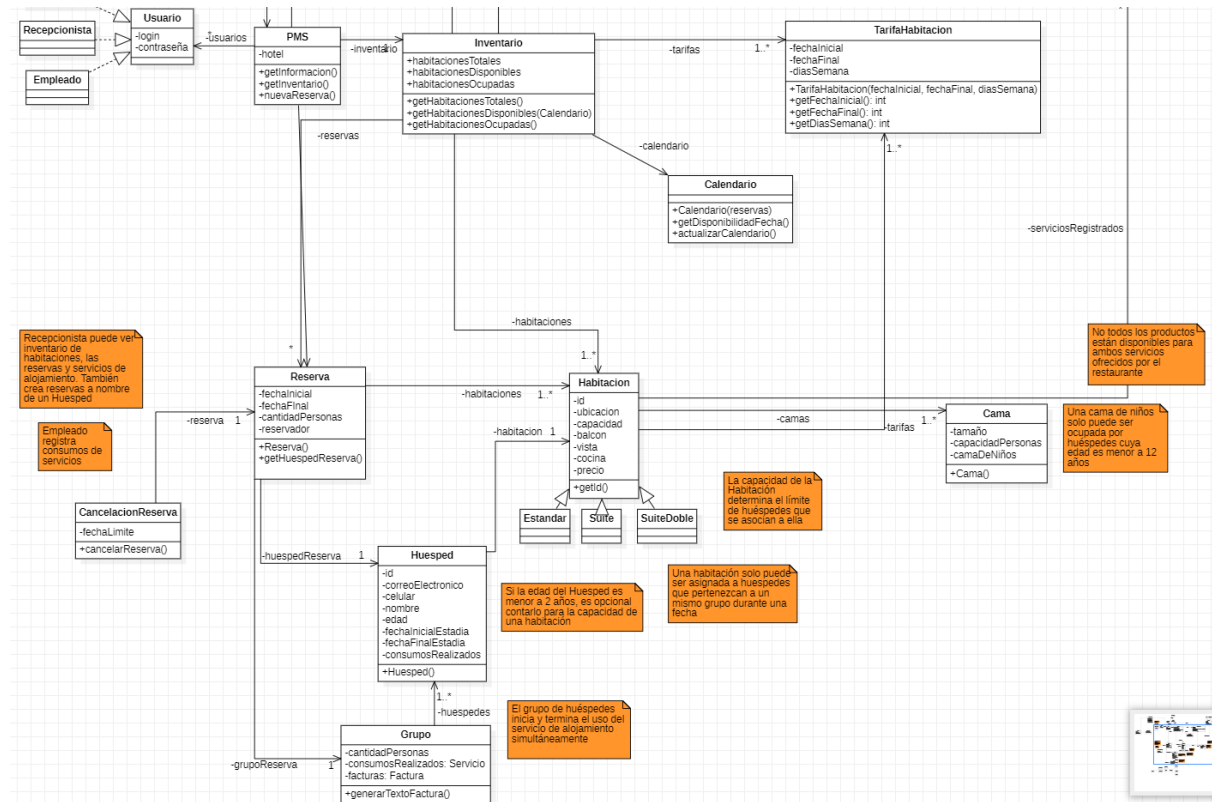 Usuario
-login
-contraseña
Recepcionista
Empleado
-usuarios
*
PMS
-hotel
+getInformacion()
+getInventario()
+nuevaReserva()
-inventario
1
Inventario
+habitacionesTotales
+habitacionesDisponibles
+habitacionesOcupadas
+getHabitacionesTotales()
+getHabitacionesDisponibles(Calendario)
+getHabitacionesOcupadas()
-tarifas
1..*
TarifaHabitacion
-fechaInicial
-fechaFinal
-diasSemana
+TarifaHabitacion(fechaInicial, fechaFinal, diasSemana)
+getFechaInicial(): int
+getFechaFinal(): int
+getDiasSemana(): int
1..*
*
-reservas
-calendario
Calendario
+Calendario(reservas)
+getDisponibilidadFecha()
+actualizarCalendario()
-serviciosRegistrados
-habitaciones
1..*
*
Recepcionista puede ver
inventario de
habitaciones, las
reservas y servicios de
alojamiento. También
crea reservas a nombre
de un Huesped
No todos los productos
están disponibles para
ambos servicios
ofrecidos por el
restaurante
Reserva
-fechaInicial
-fechaFInal
-cantidadPersonas
-reservador
+Reserva()
+getHuespedReserva()
-habitaciones
1..*
Habitacion
-id
-ubicacion
-capacidad
-balcon
-vista
-cocina
-precio
+getId()
-camas
1..*
-tarifas
Cama
-tamaño
-capacidadPersonas
-camaDeNiños
+Cama()
Una cama de niños
solo puede ser
ocupada por
huéspedes cuya
edad es menor a 12
años
-reserva
1
Empleado
registra
consumos de
servicios
-habitacion
1
La capacidad de la
Habitación
determina el límite
de huéspedes que
se asocian a ella
CancelacionReserva
-fechaLimite
+cancelarReserva()
Estandar
Suite
SuiteDoble
-huespedReserva
1
Huesped
-id
-correoElectronico
-celular
-nombre
-edad
-fechaInicialEstadia
-fechaFinalEstadia
-consumosRealizados
+Huesped()
Si la edad del Huesped es
menor a 2 años, es opcional
contarlo para la capacidad de
una habitación
Una habitación solo puede
ser asignada a huespedes
que pertenezcan a un
mismo grupo durante una
fecha
1..*
-huespedes
El grupo de huéspedes
inicia y termina el uso del
servicio de alojamiento
simultáneamente
-grupoReserva
1
Grupo
-cantidadPersonas
-consumosRealizados: Servicio
-facturas: Factura
+generarTextoFactura()